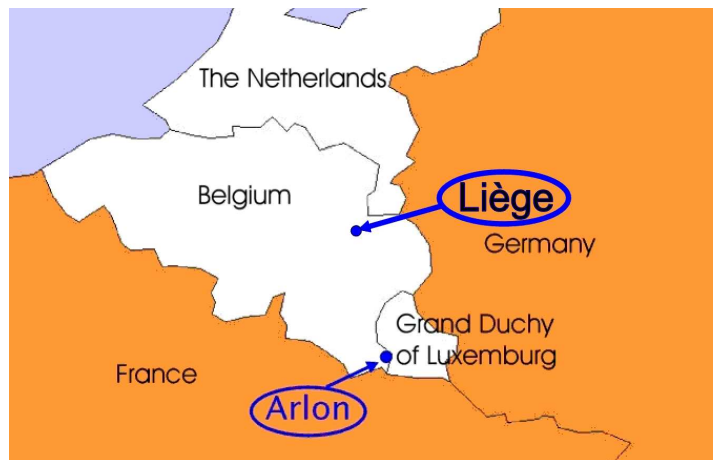 The Netherlands
Belgium
Liège
Germany
Grand Duchy
of Luxemburg
France
Arlon